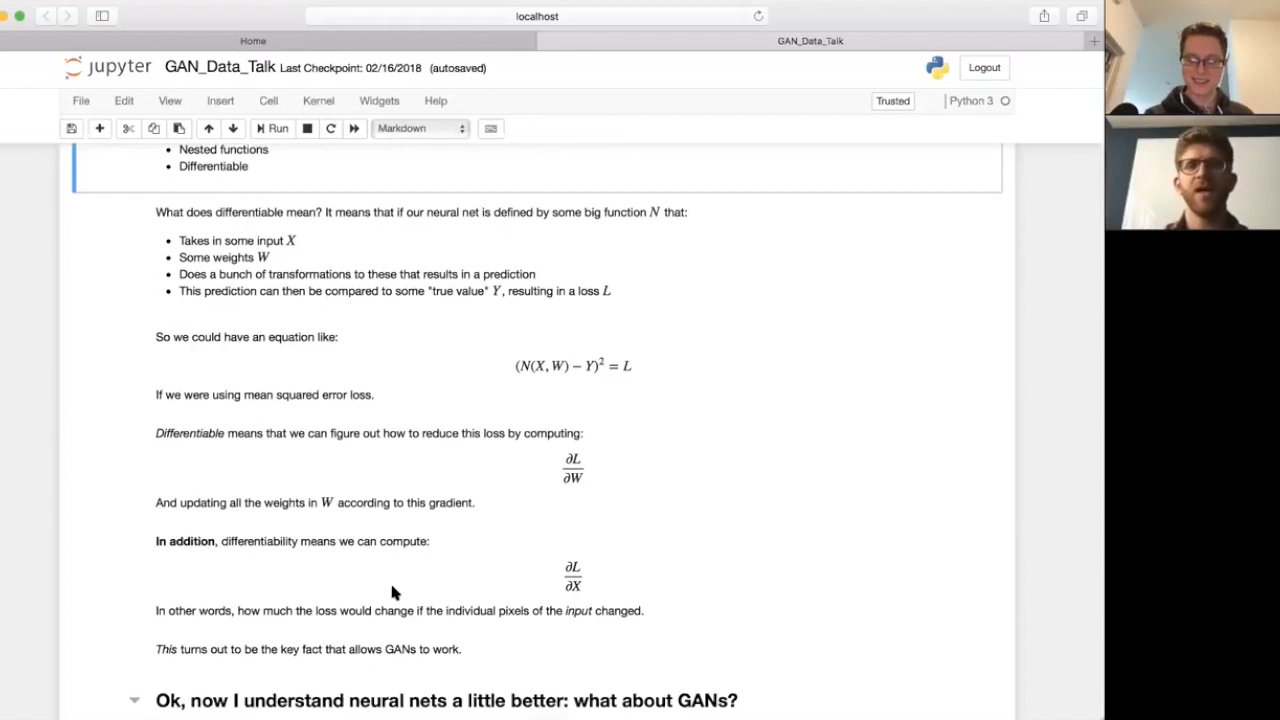 localhost
Home
GAN_Data_Talk
jupyter GAN_Data_Talk Last Checkpoint: 02/16/2018 (autosaved)
Logout
File Edit View Insert Cell Kernel Widgets Help
Trusted
Python 3
Run
Markdown
• Nested functions
• Differentiable
What does differentiable mean? It means that if our neural net is defined by some big function N that:
• Takes in some input X
• Some weights W
• Does a bunch of transformations to these that results in a prediction
• This prediction can then be compared to some "true value" Y, resulting in a loss L
So we could have an equation like:
(N(X, W) − Y)² = L
If we were using mean squared error loss.
Differentiable means that we can figure out how to reduce this loss by computing:
∂L
∂W
And updating all the weights in W according to this gradient.
In addition, differentiability means we can compute:
∂L
∂X
In other words, how much the loss would change if the individual pixels of the input changed.
This turns out to be the key fact that allows GANs to work.
Ok, now I understand neural nets a little better: what about GANs?